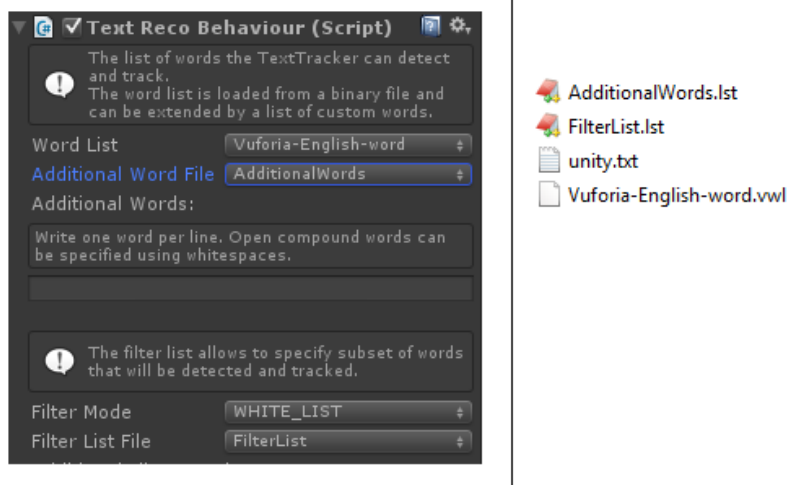 Text Reco Behaviour (Script)
The list of words the TextTracker can detect
and track.
The word list is loaded from a binary file and
can be extended by a list of custom words.
Word List
Vuforia-English-word
Additional Word File
AdditionalWords
Additional Words:
Write one word per line. Open compound words can
be specified using whitespaces.
The filter list allows to specify subset of words
that will be detected and tracked.
Filter Mode
WHITE_LIST
Filter List File
FilterList
AdditionalWords.lst
FilterList.lst
unity.txt
Vuforia-English-word.vwl